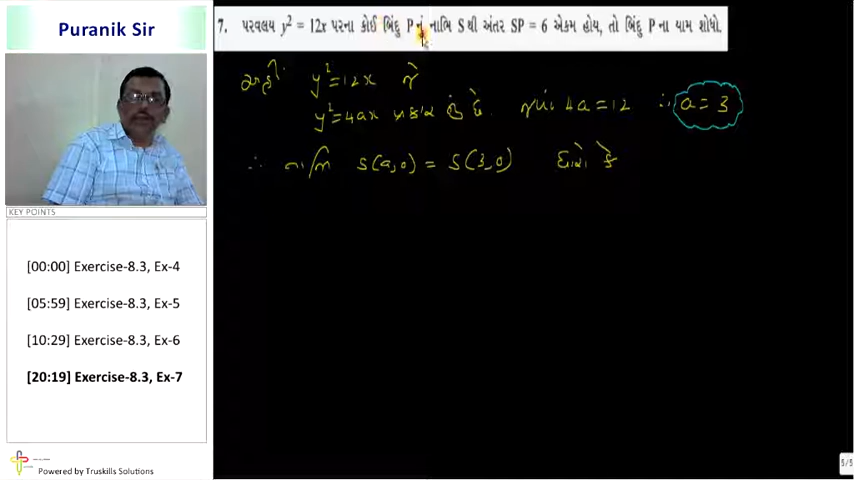 Puranik Sir
7. પરવલય y² = 12x પરના કોઈ બિંદુ P નું નાભિ S થી અંતર SP = 6 એકમ હોય, તો બિંદુ P ના યામ શોધો.
અહીં y² = 12x જે
y² = 4ax પ્રકારનું છે. જ્યાં 4a = 12 ∴ a = 3
∴ નાભિ S(a,0) = S(3,0) ધારો કે
KEY POINTS
[00:00] Exercise-8.3, Ex-4
[05:59] Exercise-8.3, Ex-5
[10:29] Exercise-8.3, Ex-6
[20:19] Exercise-8.3, Ex-7
Powered by Truskills Solutions
5/5